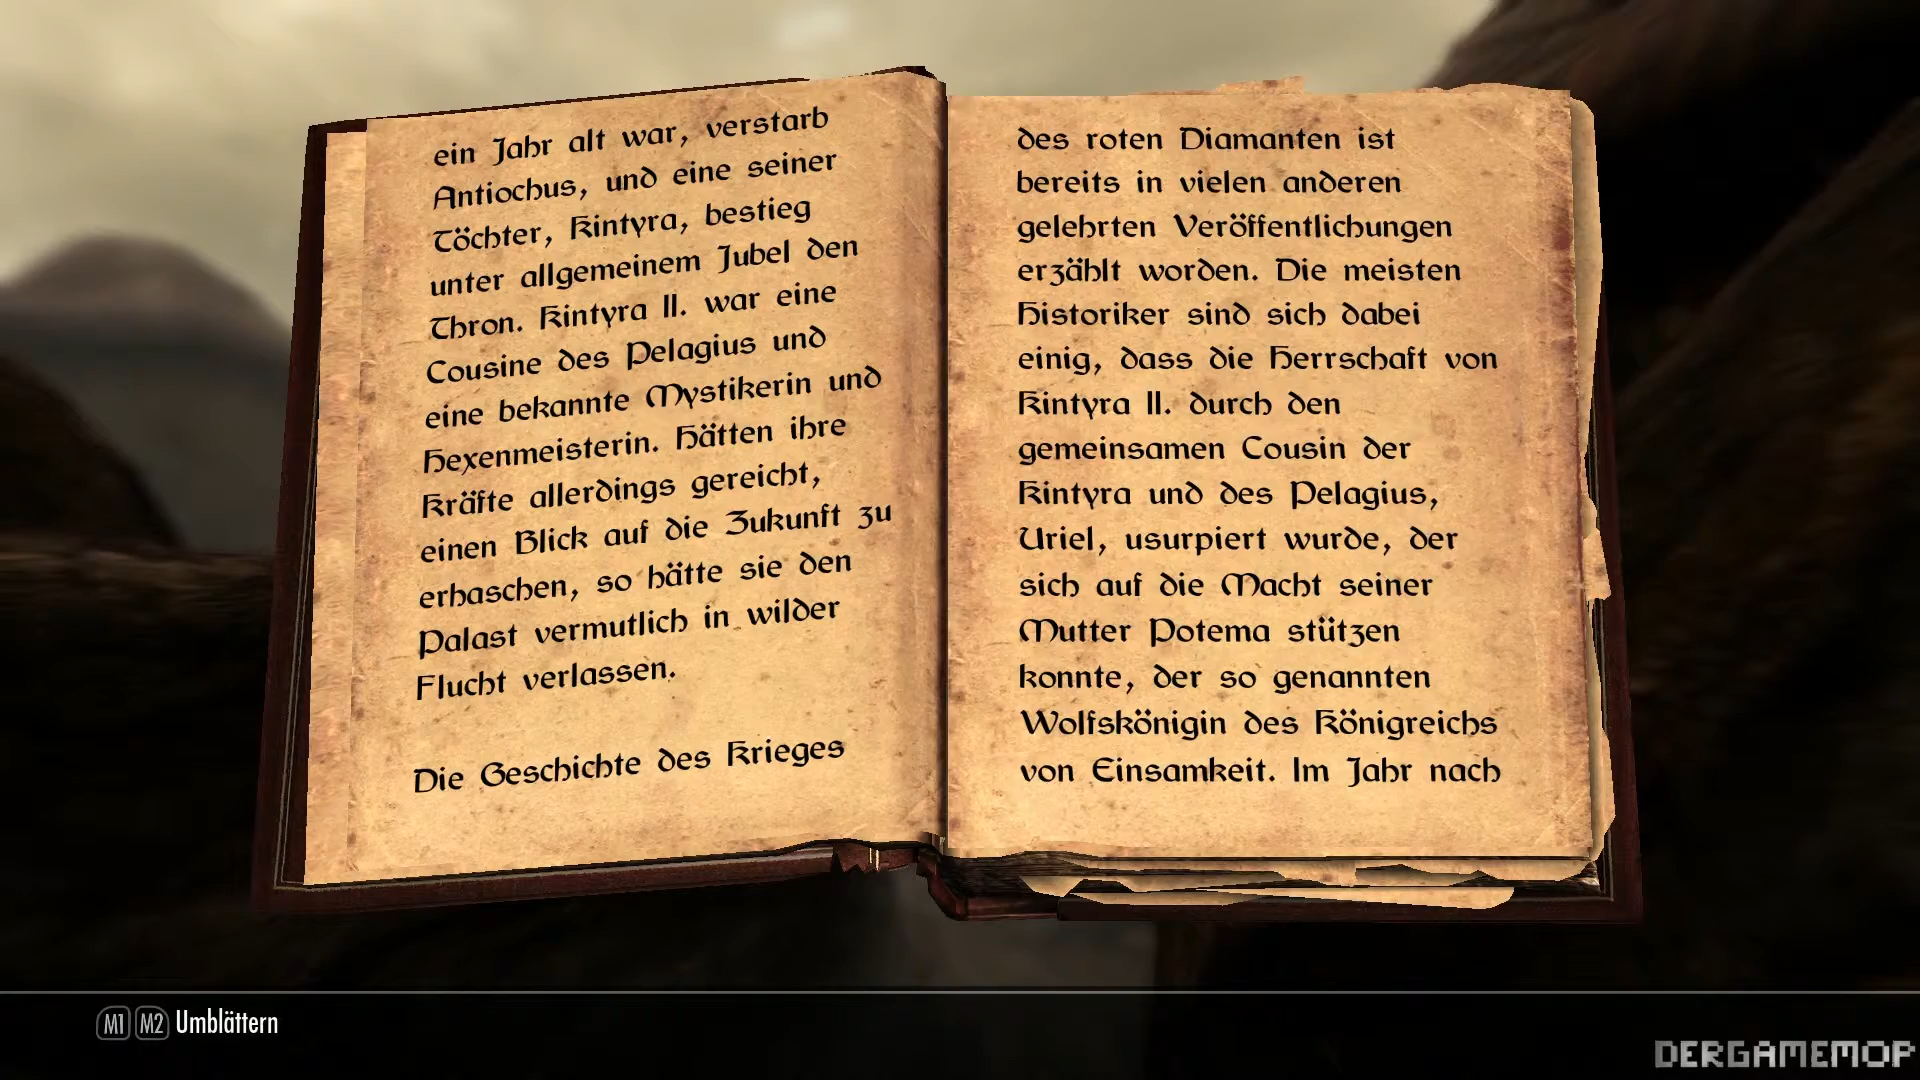 ein Jahr alt war, verstarb
Antiochus, und eine seiner
Töchter, Kintyra, bestieg
unter allgemeinem Jubel den
Thron. Kintyra II. war eine
Cousine des Pelagius und
eine bekannte Mystikerin und
Hexenmeisterin. Hätten ihre
Kräfte allerdings gereicht,
einen Blick auf die Zukunft zu
erhaschen, so hätte sie den
Palast vermutlich in wilder
Flucht verlassen.
Die Geschichte des Krieges
des roten Diamanten ist
bereits in vielen anderen
gelehrten Veröffentlichungen
erzählt worden. Die meisten
Historiker sind sich dabei
einig, dass die Herrschaft von
Kintyra II. durch den
gemeinsamen Cousin der
Kintyra und des Pelagius,
Uriel, usurpiert wurde, der
sich auf die Macht seiner
Mutter Potema stützen
konnte, der so genannten
Wolfskönigin des Königreichs
von Einsamkeit. Im Jahr nach
M1 M2 Umblättern
DERGAMEMOP